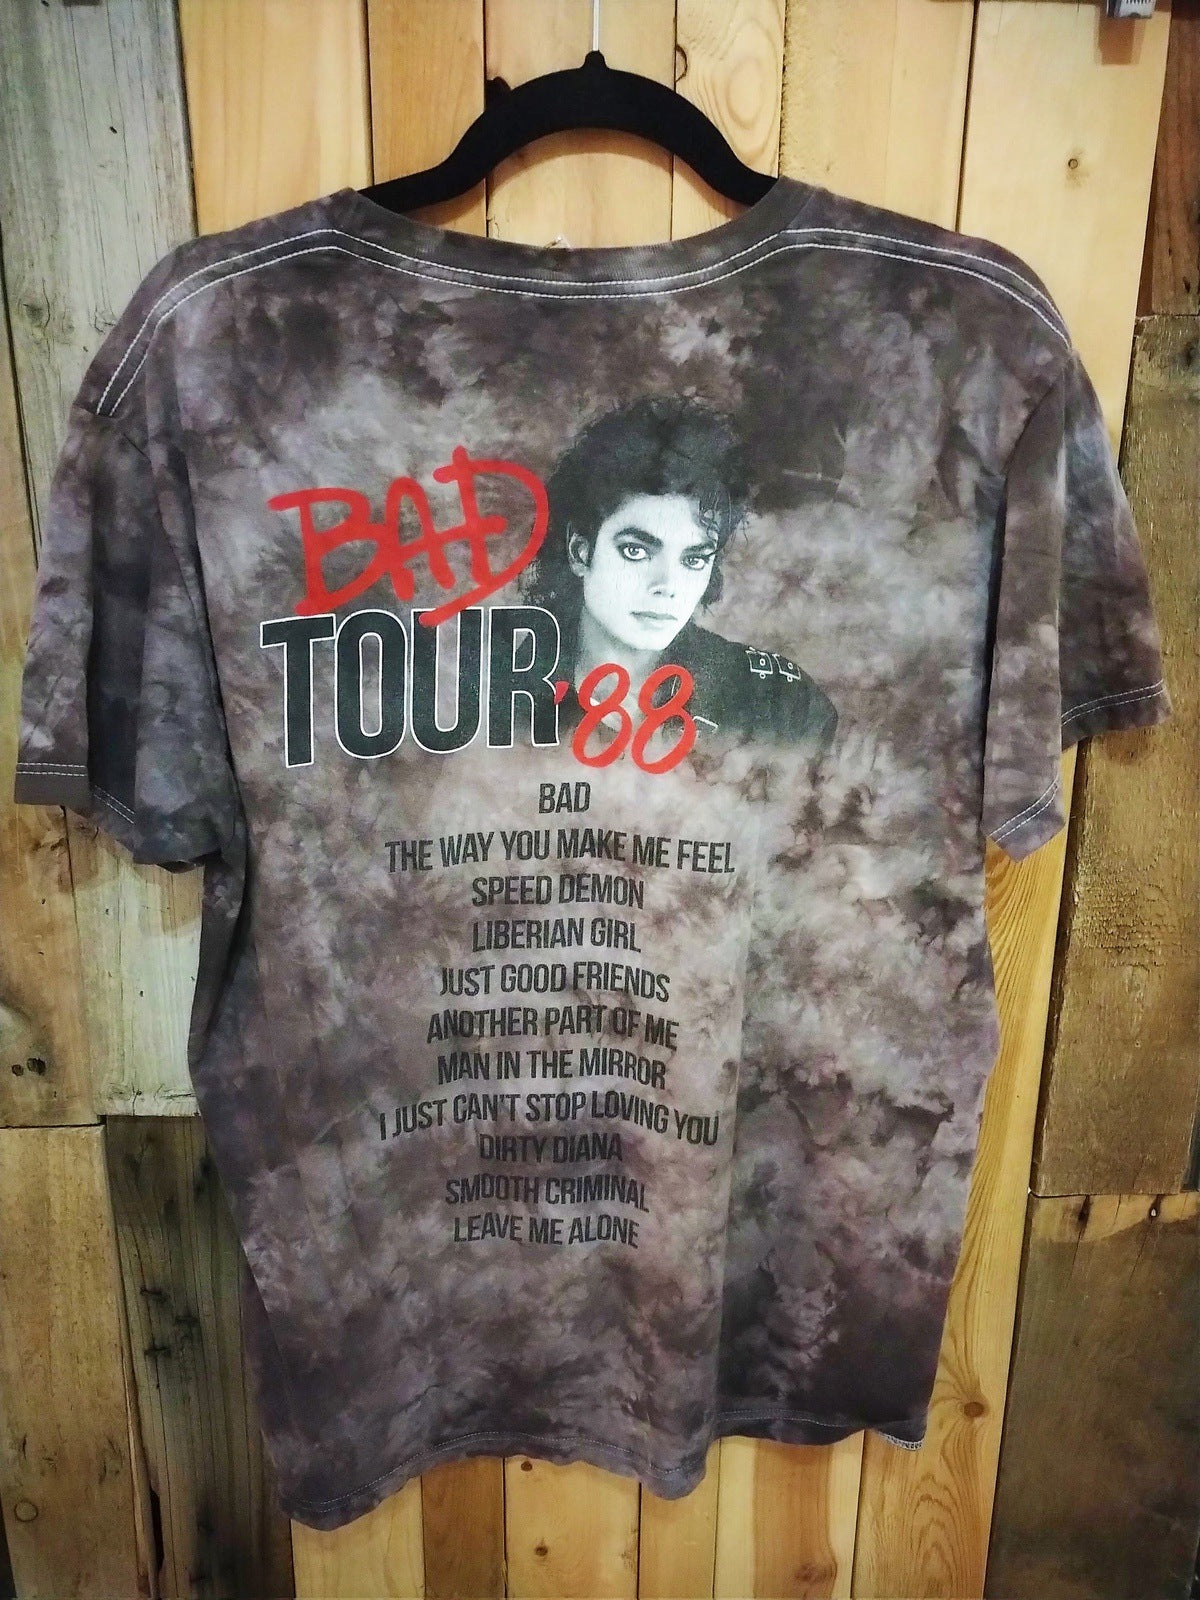 BAD
TOUR '88
BAD
THE WAY YOU MAKE ME FEEL
SPEED DEMON
LIBERIAN GIRL
JUST GOOD FRIENDS
ANOTHER PART OF ME
MAN IN THE MIRROR
I JUST CAN'T STOP LOVING YOU
DIRTY DIANA
SMOOTH CRIMINAL
LEAVE ME ALONE